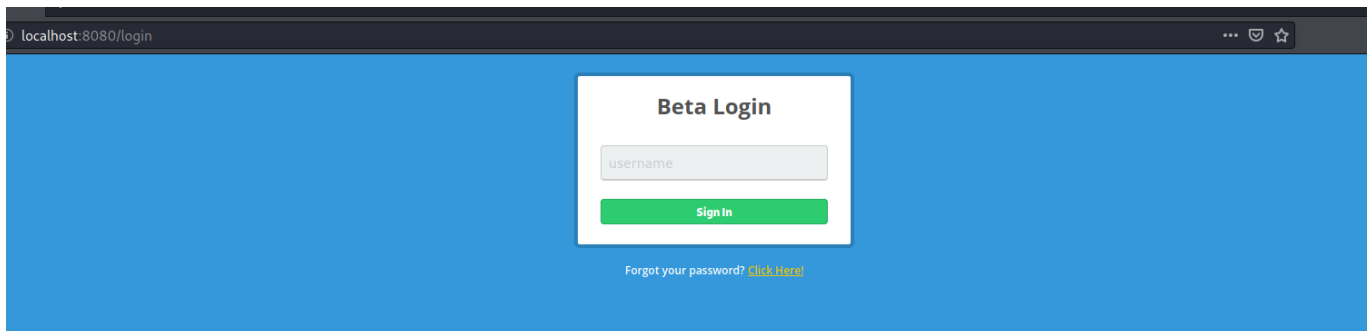 localhost:8080/login
Beta Login
username
Sign In
Forgot your password? Click Here!